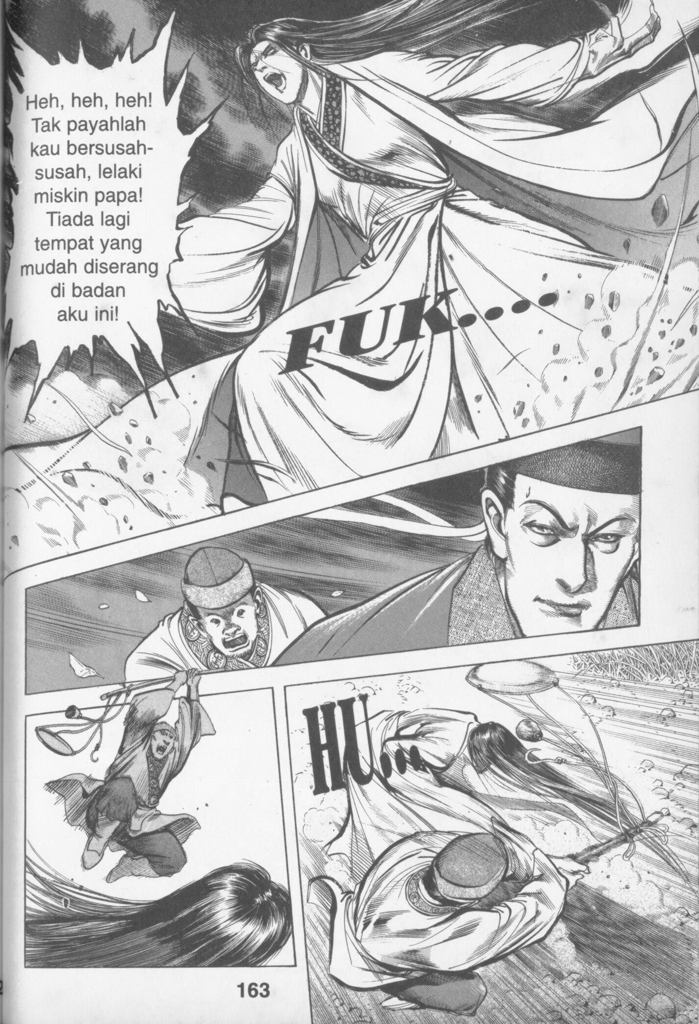 Heh, heh, heh!
Tak payahlah
kau bersusah-
susah, lelaki
miskin papa!
Tiada lagi
tempat yang
mudah diserang
di badan
aku ini!
FUK....
HU...
163